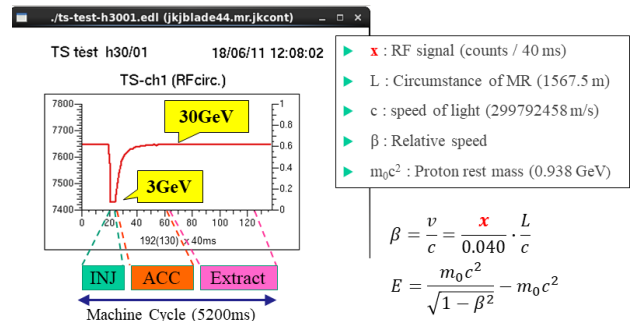 ./ts-test-h3001.edl (jkjblade44.mr.jkcont)
TS test h30/01
18/06/11 12:08:02
TS-ch1 (RFcirc.)
7800
7700
7600
7500
7400
1
0.8
0.6
0.4
0.2
0
30GeV
3GeV
0 20 40 60 80 100 120
192(130) x 40ms
INJ
ACC
Extract
Machine Cycle (5200ms)
x : RF signal (counts / 40 ms)
L : Circumstance of MR (1567.5 m)
c : speed of light (299792458 m/s)
β : Relative speed
m₀c² : Proton rest mass (0.938 GeV)
β = v/c = x/0.040 · L/c
E = m₀c²/√(1 − β²) − m₀c²